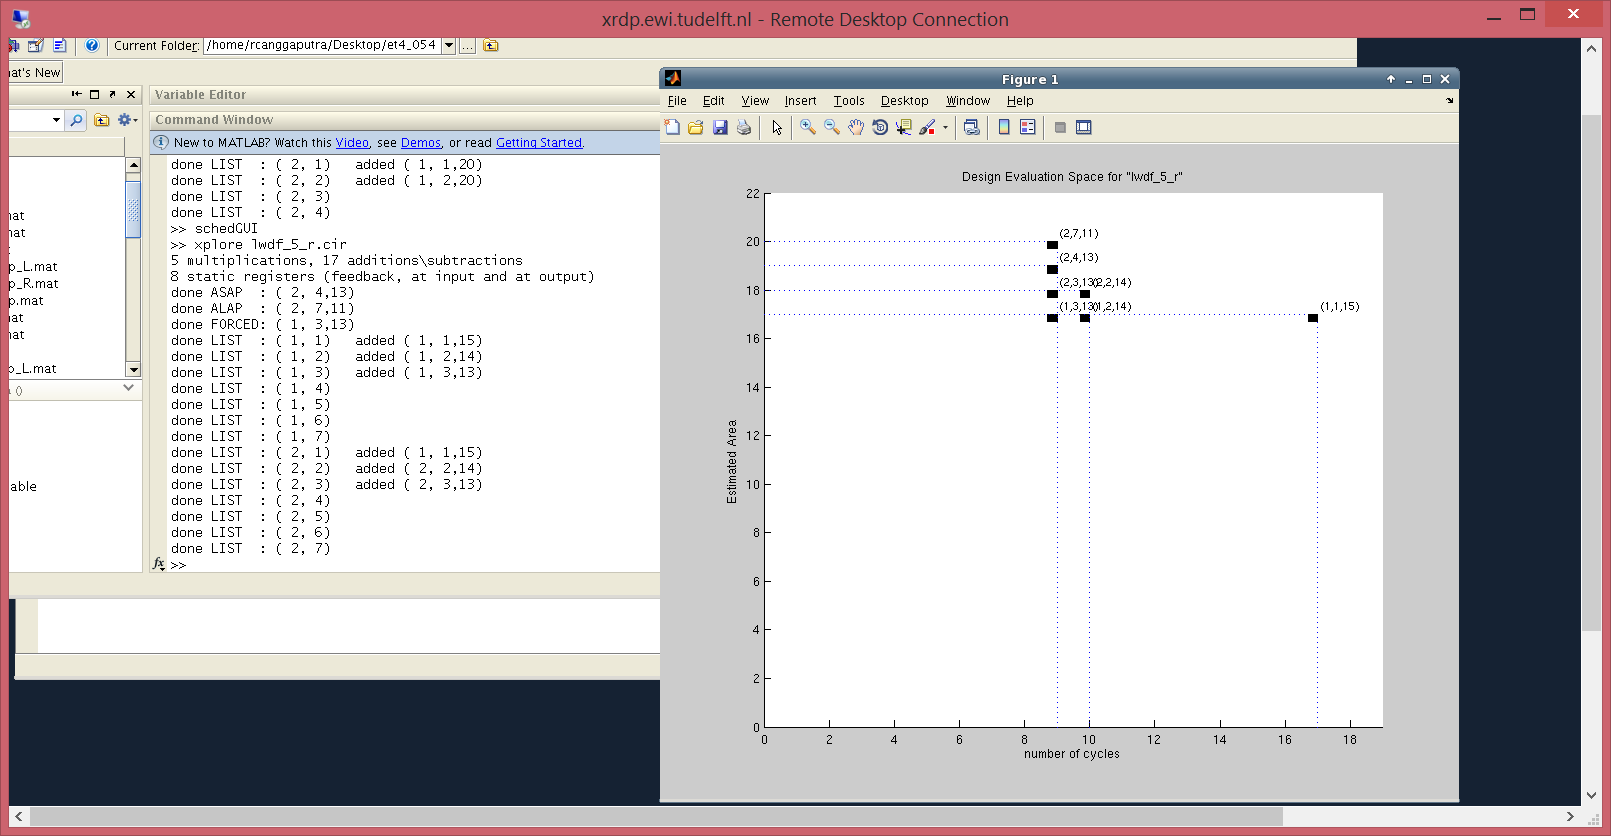 xrdp.ewi.tudelft.nl - Remote Desktop Connection
Current Folder: /home/rcanggaputra/Desktop/et4_054
at's New
Variable Editor
Command Window
New to MATLAB? Watch this Video, see Demos, or read Getting Started.
done LIST : ( 2, 1) added ( 1, 1,20)
done LIST : ( 2, 2) added ( 1, 2,20)
done LIST : ( 2, 3)
done LIST : ( 2, 4)
>> schedGUI
>> xplore lwdf_5_r.cir
5 multiplications, 17 additions\subtractions
8 static registers (feedback, at input and at output)
done ASAP : ( 2, 4,13)
done ALAP : ( 2, 7,11)
done FORCED: ( 1, 3,13)
done LIST : ( 1, 1) added ( 1, 1,15)
done LIST : ( 1, 2) added ( 1, 2,14)
done LIST : ( 1, 3) added ( 1, 3,13)
done LIST : ( 1, 4)
done LIST : ( 1, 5)
done LIST : ( 1, 6)
done LIST : ( 1, 7)
done LIST : ( 2, 1) added ( 1, 1,15)
done LIST : ( 2, 2) added ( 2, 2,14)
done LIST : ( 2, 3) added ( 2, 3,13)
done LIST : ( 2, 4)
done LIST : ( 2, 5)
done LIST : ( 2, 6)
done LIST : ( 2, 7)
fx >>
at
nat
p_L.mat
p_R.mat
p.mat
at
nat
p_L.mat
()
able
Figure 1
File Edit View Insert Tools Desktop Window Help
Design Evaluation Space for "lwdf_5_r"
22
20
18
16
14
12
10
8
6
4
2
0
Estimated Area
(2,7,11)
(2,4,13)
(2,3,13)
(2,2,14)
(1,3,13)
(1,2,14)
(1,1,15)
0 2 4 6 8 10 12 14 16 18
number of cycles